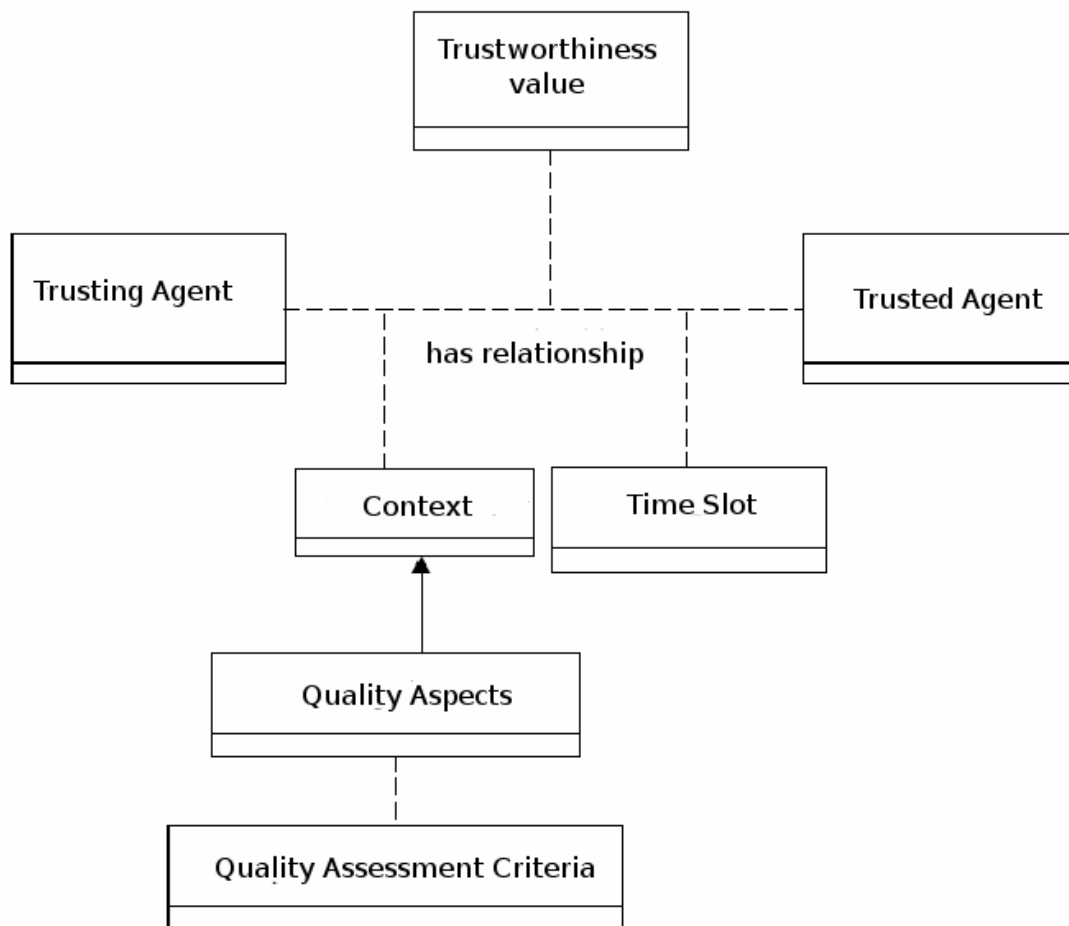 Trustworthiness
value
Trusting Agent
Trusted Agent
has relationship
Context
Time Slot
Quality Aspects
Quality Assessment Criteria